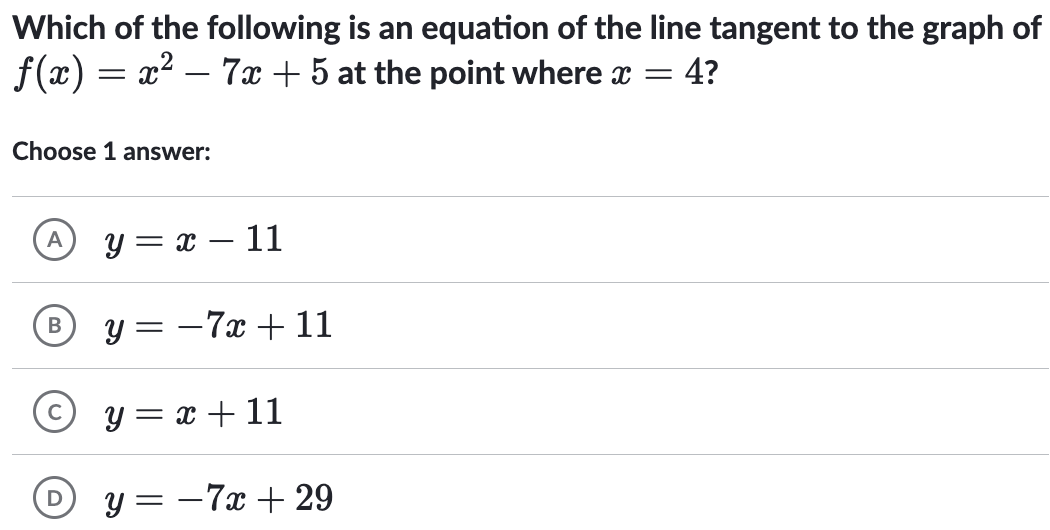 Which of the following is an equation of the line tangent to the graph of
f(x) = x² − 7x + 5 at the point where x = 4?
Choose 1 answer:
A y = x − 11
B y = −7x + 11
C y = x + 11
D y = −7x + 29